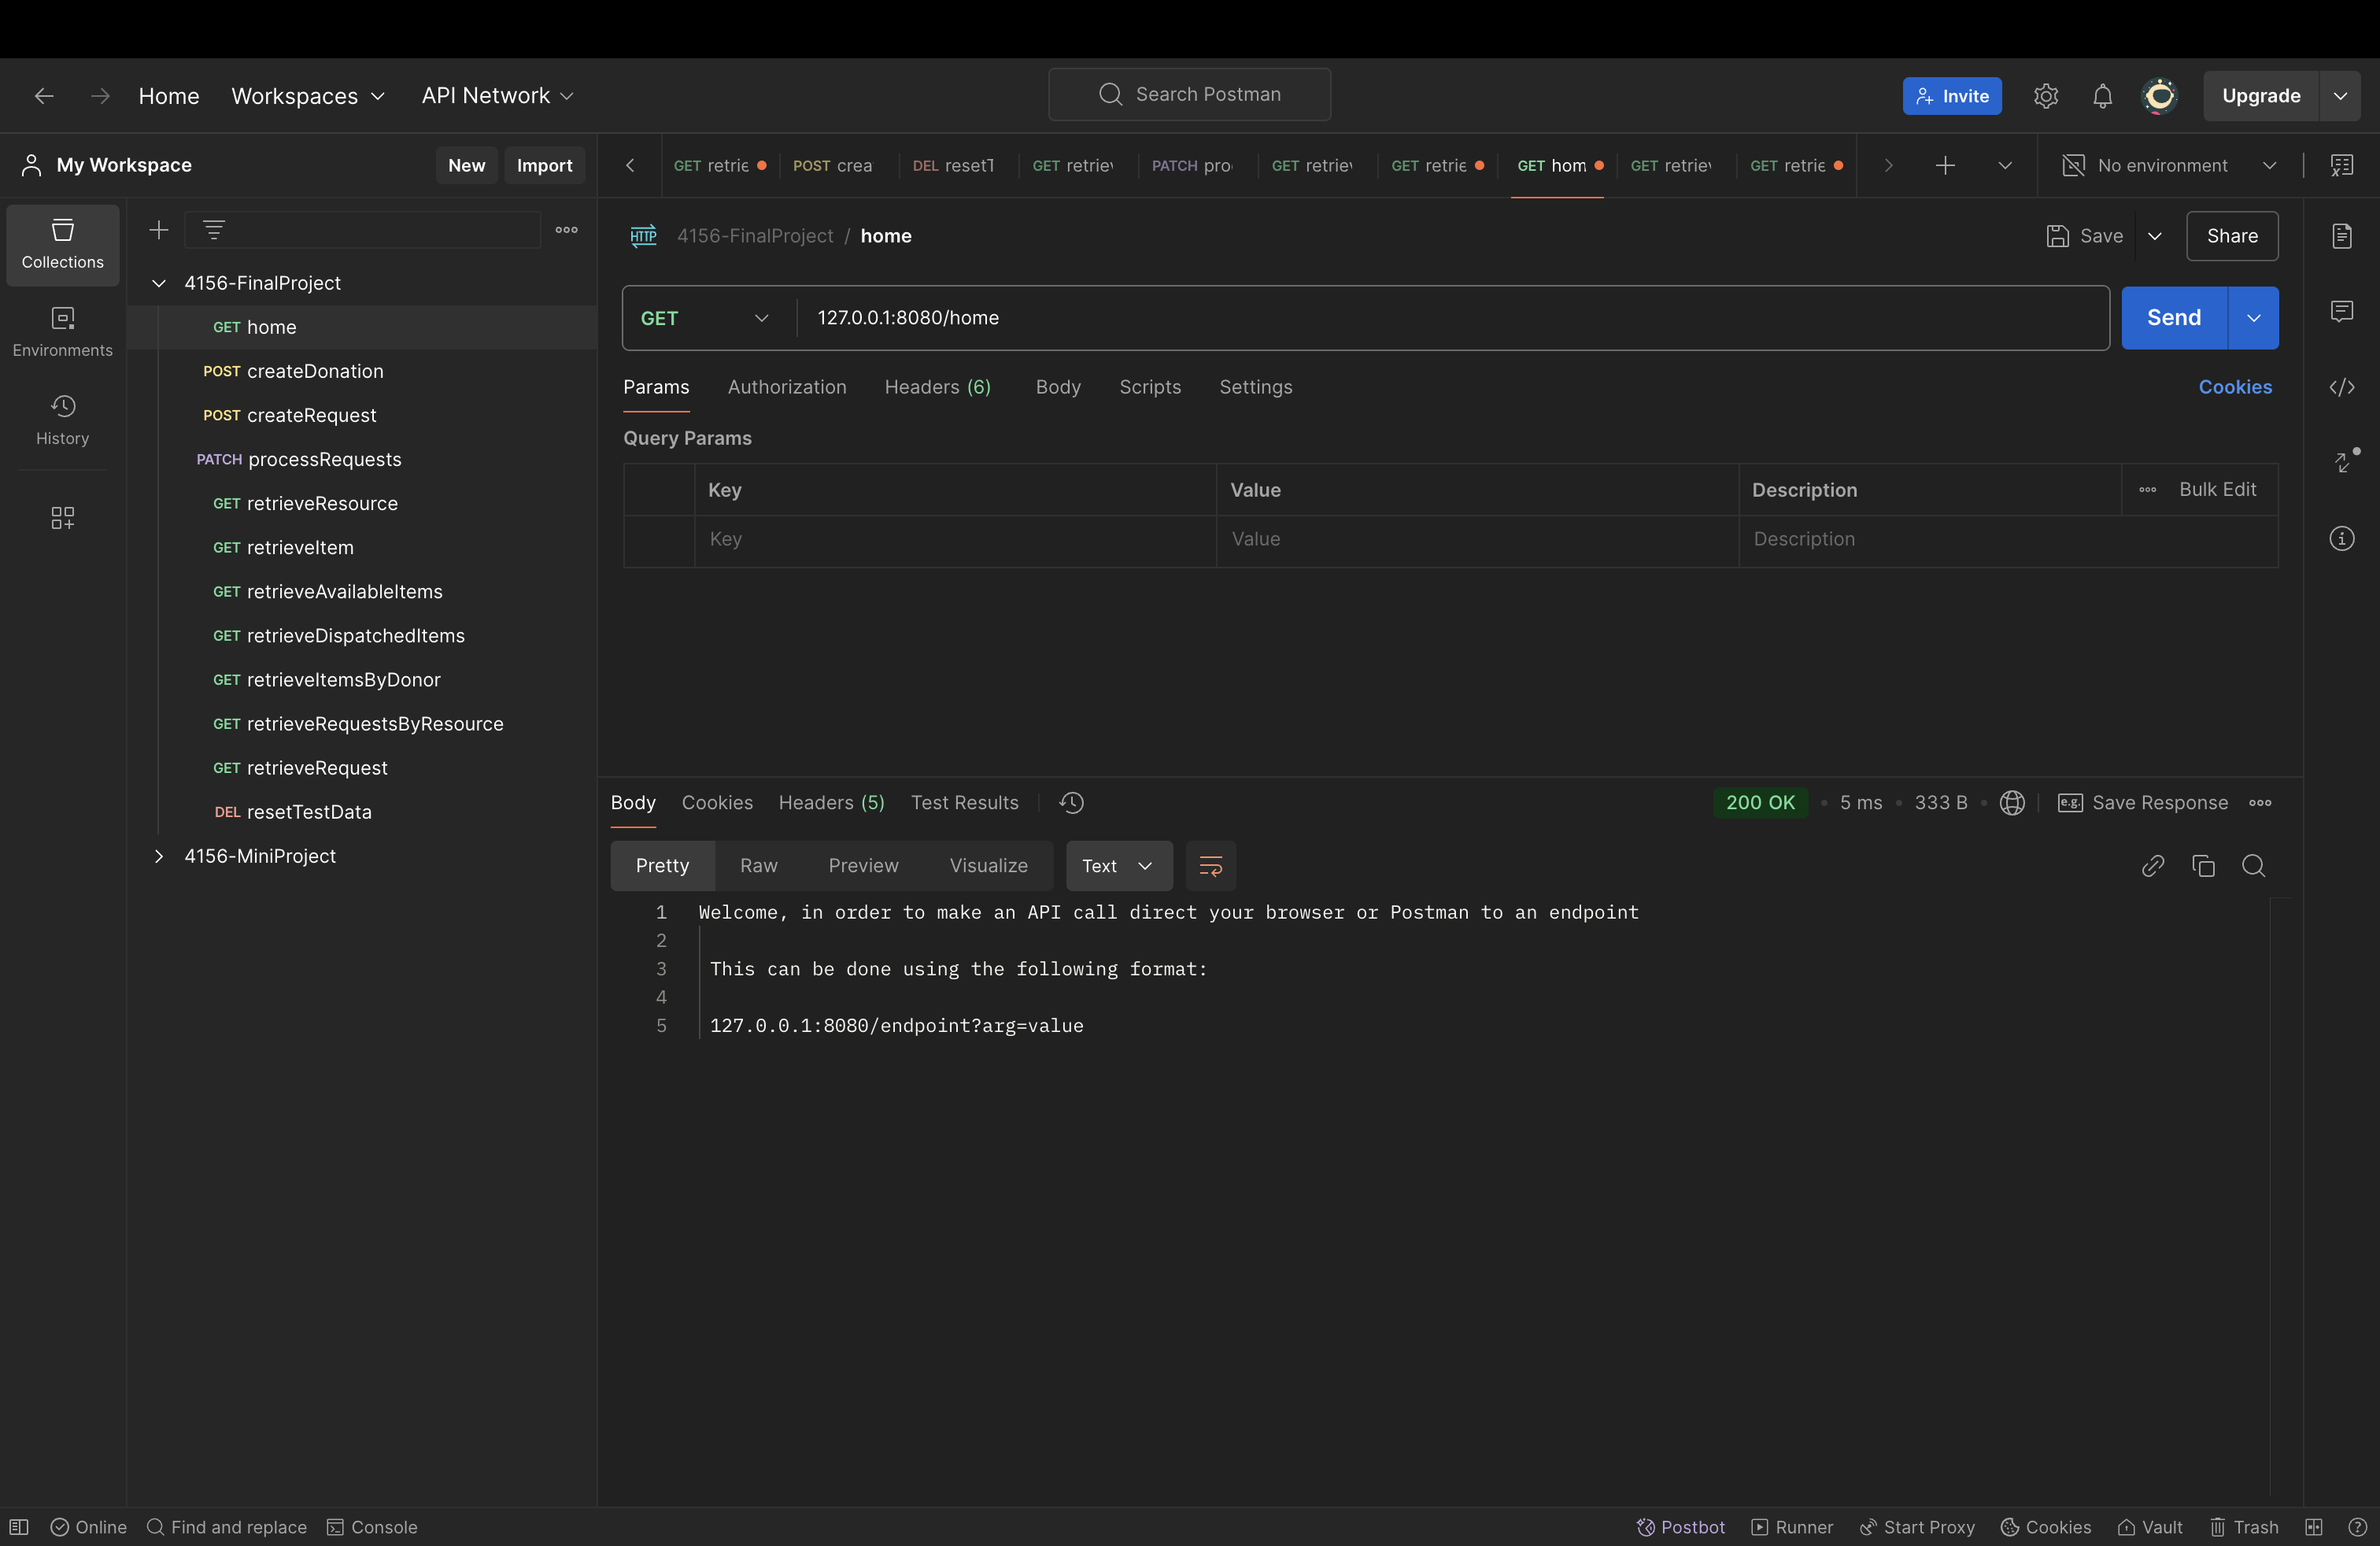 Home Workspaces API Network Search Postman Invite Upgrade
My Workspace New Import
GET retrie POST crea DEL resetT GET retriev PATCH pro GET retriev GET retrie GET hom GET retriev GET retrie No environment
Collections
Environments
History
4156-FinalProject
GET home
POST createDonation
POST createRequest
PATCH processRequests
GET retrieveResource
GET retrieveItem
GET retrieveAvailableItems
GET retrieveDispatchedItems
GET retrieveItemsByDonor
GET retrieveRequestsByResource
GET retrieveRequest
DEL resetTestData
4156-MiniProject
HTTP 4156-FinalProject / home Save Share
GET 127.0.0.1:8080/home Send
Params Authorization Headers (6) Body Scripts Settings Cookies
Query Params
Key Value Description Bulk Edit
Key Value Description
Body Cookies Headers (5) Test Results 200 OK 5 ms 333 B e.g. Save Response
Pretty Raw Preview Visualize Text
1 Welcome, in order to make an API call direct your browser or Postman to an endpoint
2
3 This can be done using the following format:
4
5 127.0.0.1:8080/endpoint?arg=value
Online Find and replace Console Postbot Runner Start Proxy Cookies Vault Trash